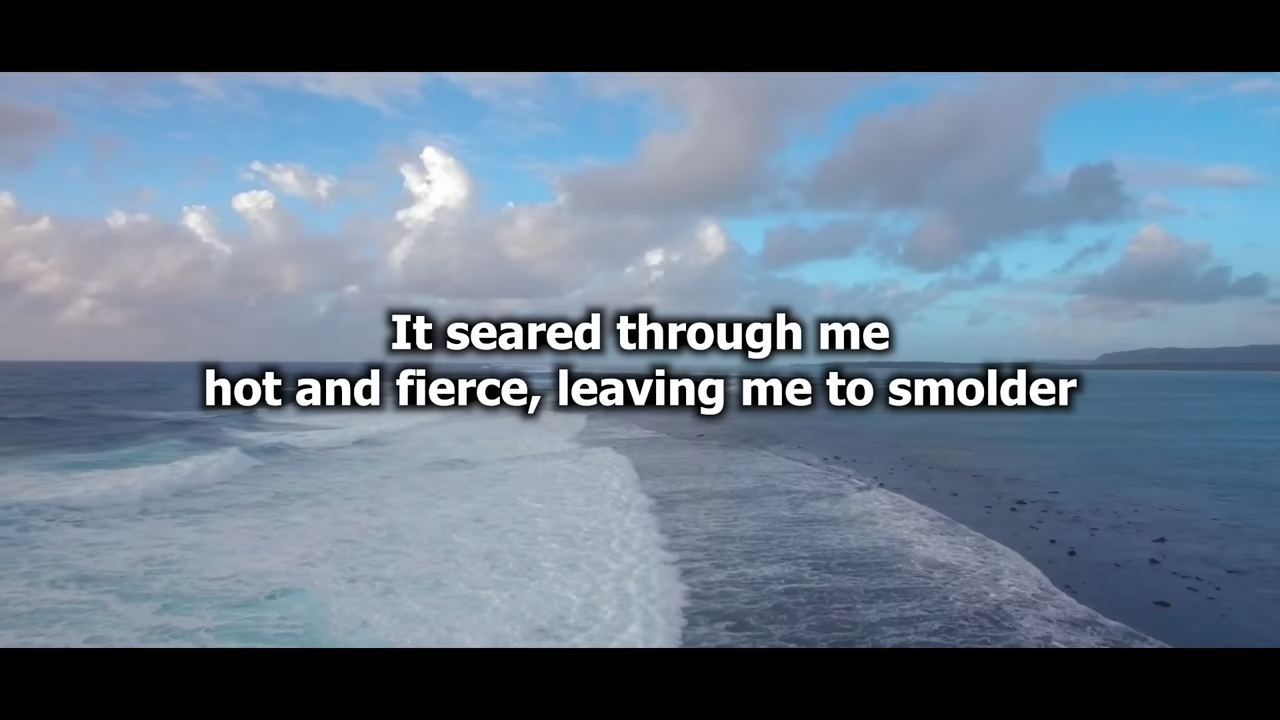 It seared through me
hot and fierce, leaving me to smolder